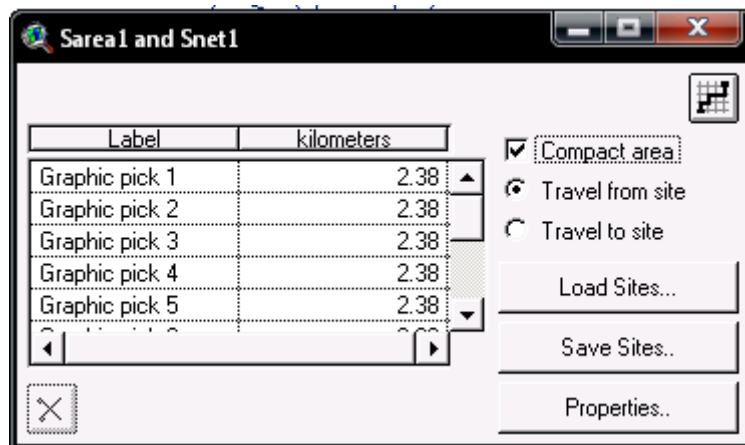 Sarea1 and Snet1
Label kilometers
Graphic pick 1 2.38
Graphic pick 2 2.38
Graphic pick 3 2.38
Graphic pick 4 2.38
Graphic pick 5 2.38
Compact area
Travel from site
Travel to site
Load Sites...
Save Sites..
Properties..